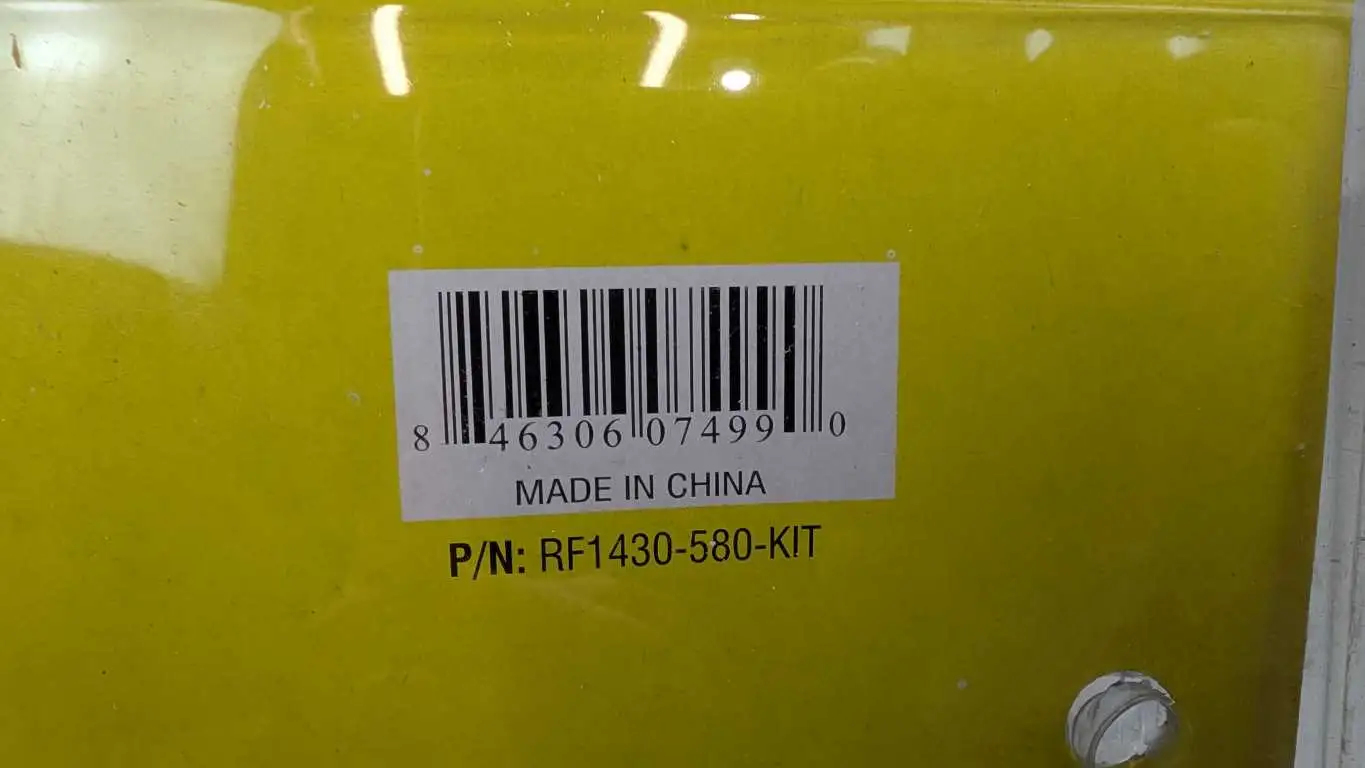 8 46306 07499 0
MADE IN CHINA
P/N: RF1430-580-KIT